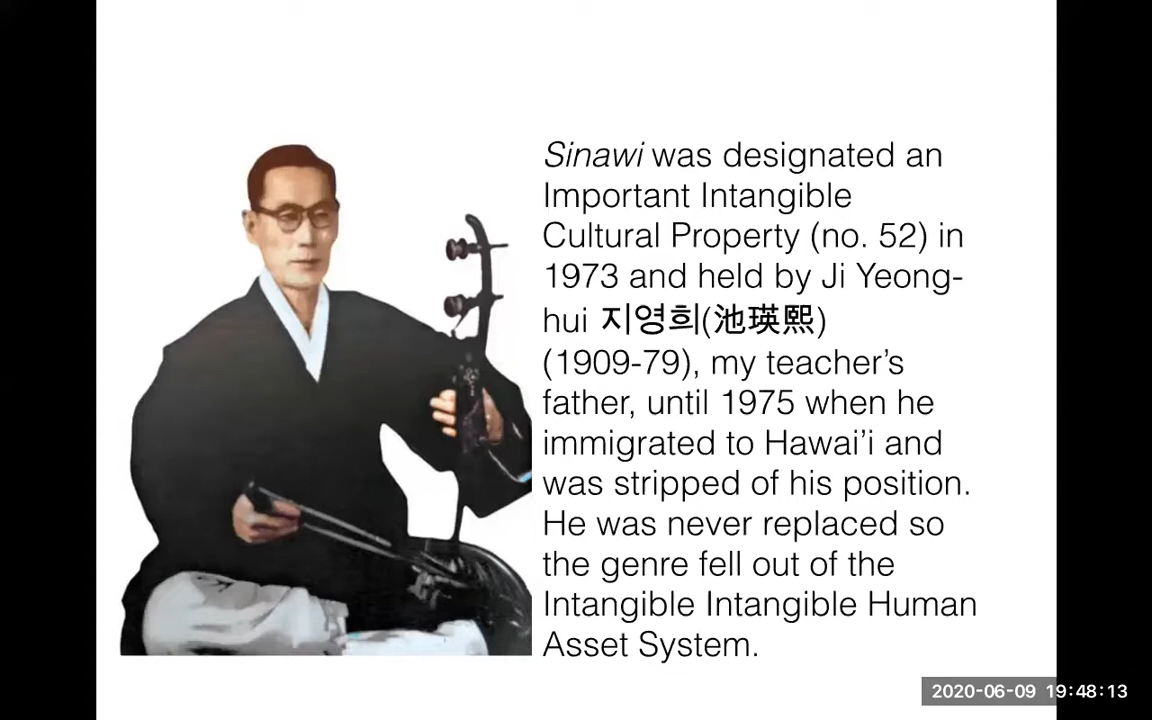 Sinawi was designated an
Important Intangible
Cultural Property (no. 52) in
1973 and held by Ji Yeong-
hui 지영희(池瑛熙)
(1909-79), my teacher’s
father, until 1975 when he
immigrated to Hawai’i and
was stripped of his position.
He was never replaced so
the genre fell out of the
Intangible Intangible Human
Asset System.
2020-06-09 19:48:13